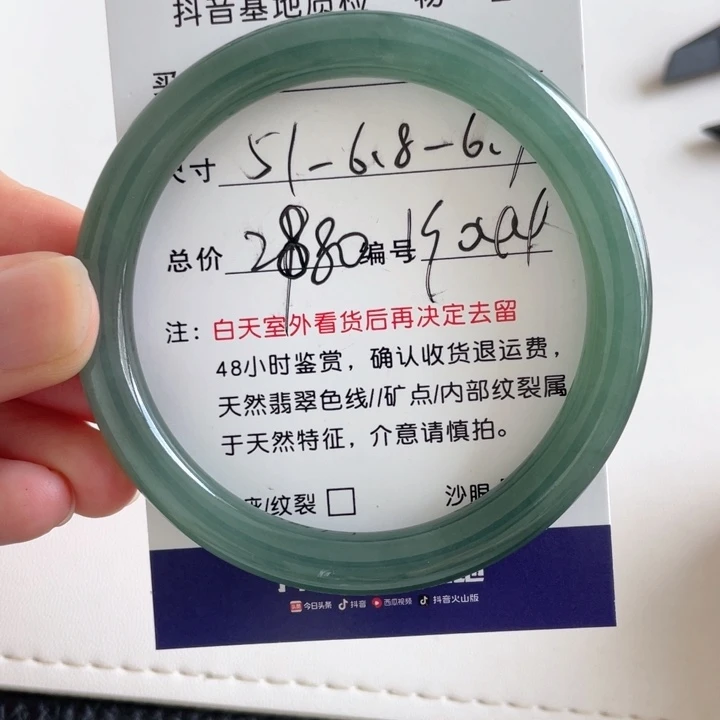 抖音基地质检
买
尺寸 51-6.8-6.
总价 2880 编号
注：白天室外看货后再决定去留
48小时鉴赏，确认收货退运费，
天然翡翠色线//矿点/内部纹裂属
于天然特征，介意请慎拍。
/纹裂 □ 沙眼
今日头条 抖音 西瓜视频 抖音火山版